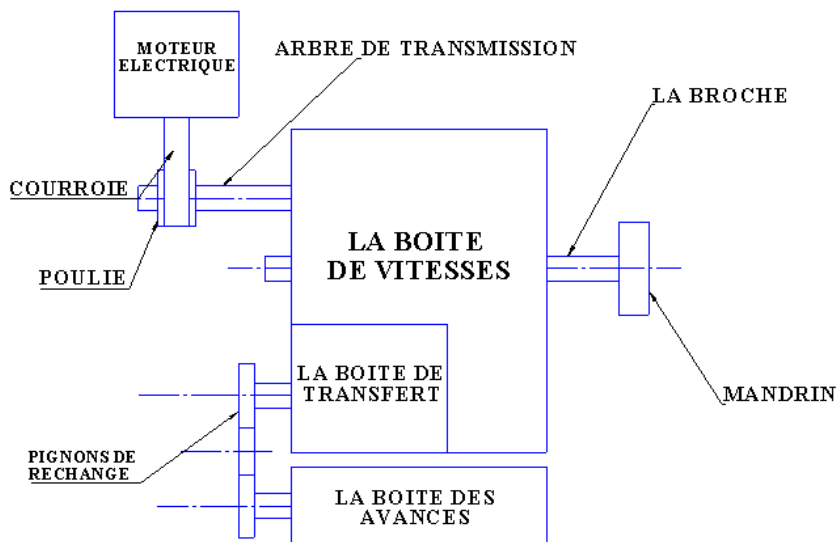 MOTEUR
ELECTRIQUE
ARBRE DE TRANSMISSION
LA BROCHE
COURROIE
LA BOITE
DE VITESSES
POULIE
LA BOITE DE
TRANSFERT
MANDRIN
PIGNONS DE
RECHANGE
LA BOITE DES
AVANCES